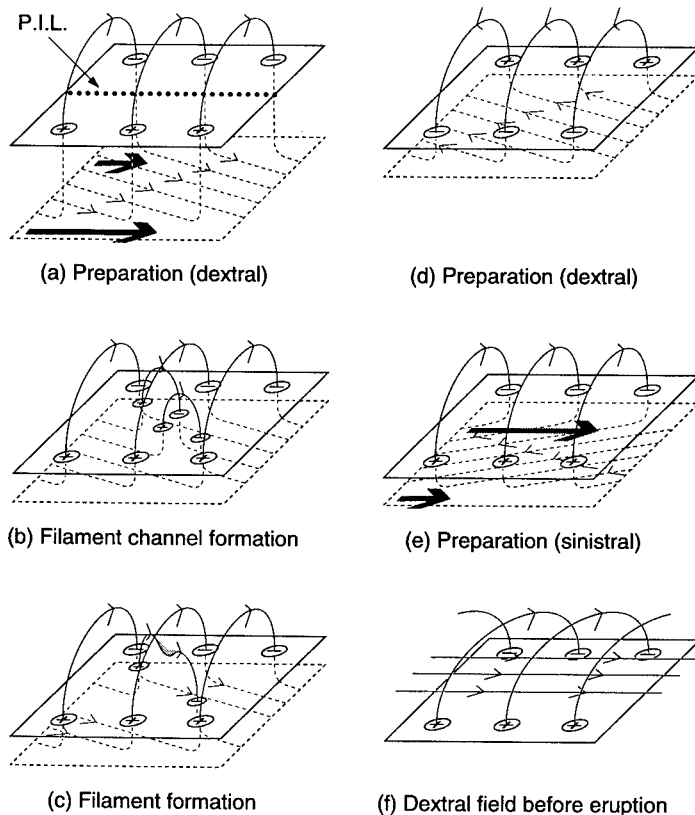 P.I.L.
(a) Preparation (dextral)
(d) Preparation (dextral)
(b) Filament channel formation
(e) Preparation (sinistral)
(c) Filament formation
(f) Dextral field before eruption